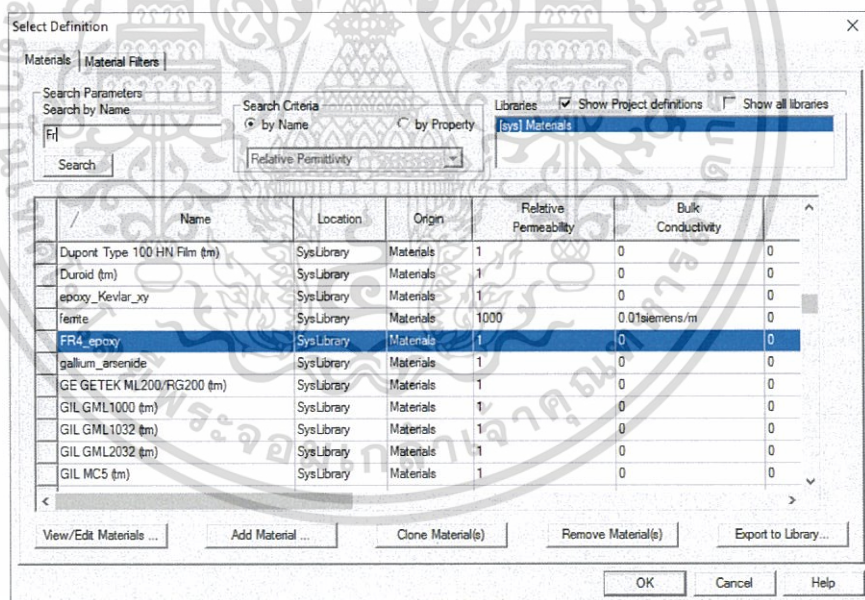 Select Definition
Materials Material Filters
Search Parameters
Search by Name
Fr
Search
Search Criteria
by Name by Property
Relative Permittivity
Libraries Show Project definitions Show all libraries
[sys] Materials
/ Name Location Origin Relative Permeability Bulk Conductivity
Dupont Type 100 HN Film (tm) SysLibrary Materials 1 0 0
Duroid (tm) SysLibrary Materials 1 0 0
epoxy_Kevlar_xy SysLibrary Materials 1 0 0
ferrite SysLibrary Materials 1000 0.01siemens/m 0
FR4_epoxy SysLibrary Materials 1 0 0
gallium_arsenide SysLibrary Materials 1 0 0
GE GETEK ML200/RG200 (tm) SysLibrary Materials 1 0 0
GIL GML1000 (tm) SysLibrary Materials 1 0 0
GIL GML1032 (tm) SysLibrary Materials 1 0 0
GIL GML2032 (tm) SysLibrary Materials 1 0 0
GIL MC5 (tm) SysLibrary Materials 1 0 0
View/Edit Materials ... Add Material ... Clone Material(s) Remove Material(s) Export to Library...
OK Cancel Help